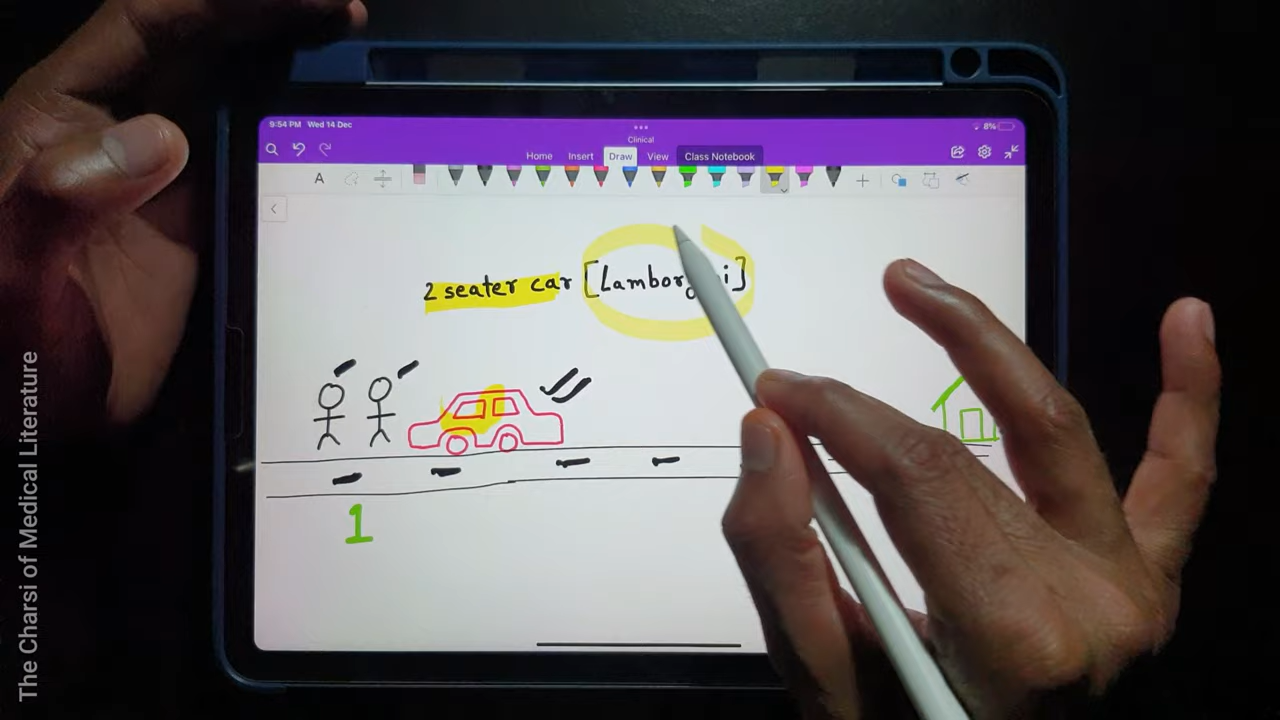 9:54 PM Wed 14 Dec
8%
Clinical
Home Insert Draw View Class Notebook
A
2 seater car
1
The Charsi of Medical Literature